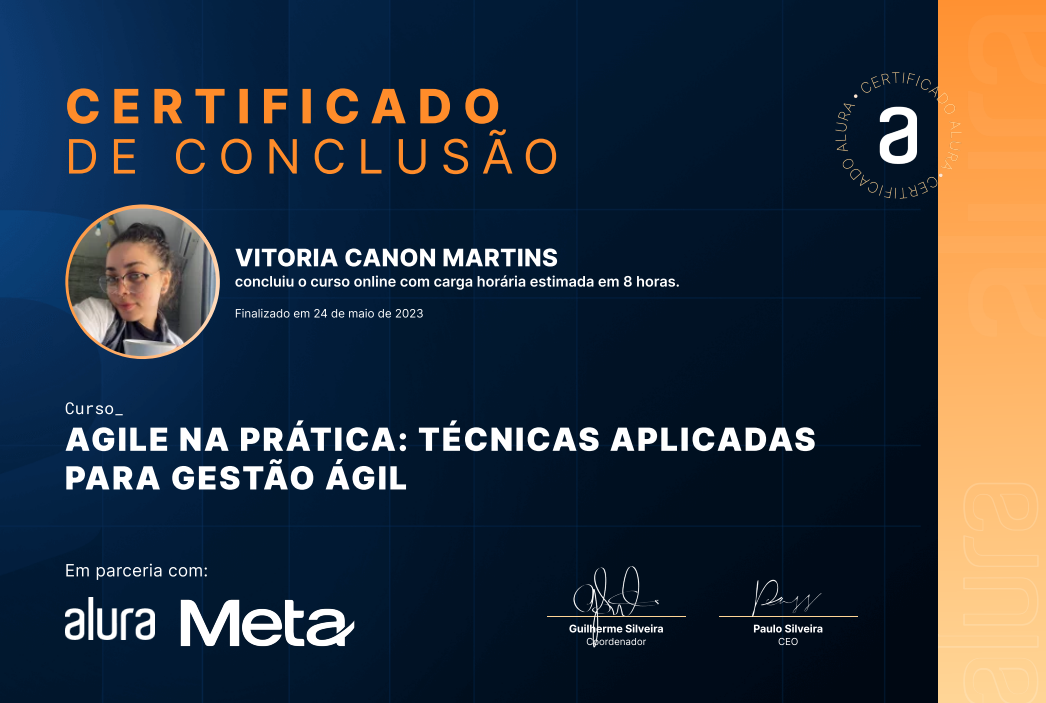 CERTIFICADO
DE CONCLUSÃO
CERTIFICADO ALURA • CERTIFICADO ALURA •
a
VITORIA CANON MARTINS
concluiu o curso online com carga horária estimada em 8 horas.
Finalizado em 24 de maio de 2023
Curso_
AGILE NA PRÁTICA: TÉCNICAS APLICADAS
PARA GESTÃO ÁGIL
Em parceria com:
alura Meta
Guilherme Silveira
Coordenador
Paulo Silveira
CEO
alura
alura